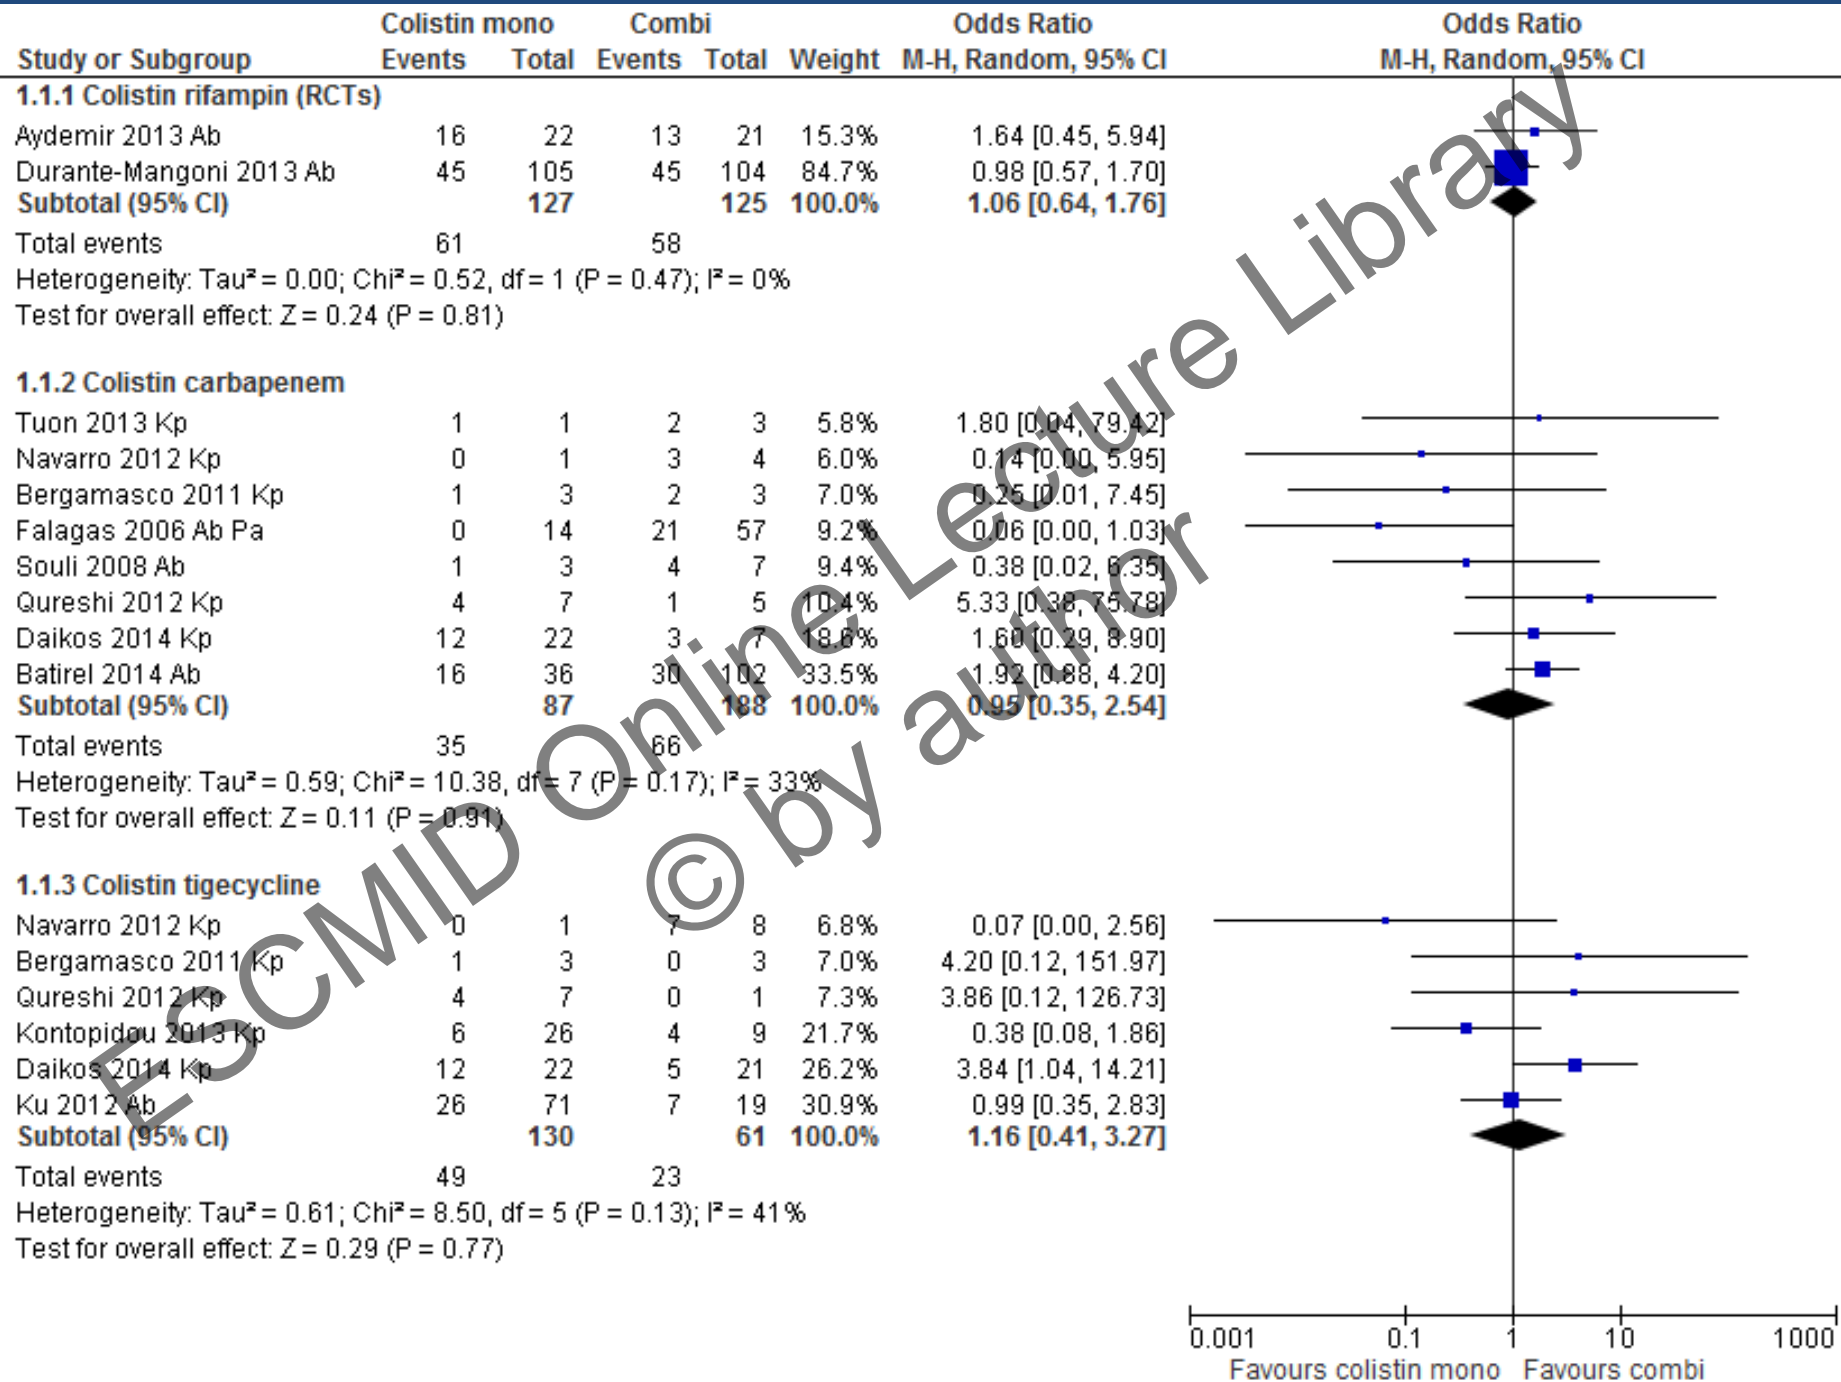 Colistin mono Combi Odds Ratio Odds Ratio
Study or Subgroup Events Total Events Total Weight M-H, Random, 95% CI M-H, Random, 95% CI
1.1.1 Colistin rifampin (RCTs)
Aydemir 2013 Ab 16 22 13 21 15.3% 1.64 [0.45, 5.94]
Durante-Mangoni 2013 Ab 45 105 45 104 84.7% 0.98 [0.57, 1.70]
Subtotal (95% CI) 127 125 100.0% 1.06 [0.64, 1.76]
Total events 61 58
Heterogeneity: Tau² = 0.00; Chi² = 0.52, df = 1 (P = 0.47); I² = 0%
Test for overall effect: Z = 0.24 (P = 0.81)
1.1.2 Colistin carbapenem
Tuon 2013 Kp 1 1 2 3 5.8% 1.80 [0.04, 79.42]
Navarro 2012 Kp 0 1 3 4 6.0% 0.14 [0.00, 5.95]
Bergamasco 2011 Kp 1 3 2 3 7.0% 0.25 [0.01, 7.45]
Falagas 2006 Ab Pa 0 14 21 57 9.2% 0.06 [0.00, 1.03]
Souli 2008 Ab 1 3 4 7 9.4% 0.38 [0.02, 6.35]
Qureshi 2012 Kp 4 7 1 5 10.4% 5.33 [0.38, 75.78]
Daikos 2014 Kp 12 22 3 7 18.6% 1.60 [0.29, 8.90]
Batirel 2014 Ab 16 36 30 102 33.5% 1.92 [0.88, 4.20]
Subtotal (95% CI) 87 188 100.0% 0.95 [0.35, 2.54]
Total events 35 66
Heterogeneity: Tau² = 0.59; Chi² = 10.38, df = 7 (P = 0.17); I² = 33%
Test for overall effect: Z = 0.11 (P = 0.91)
1.1.3 Colistin tigecycline
Navarro 2012 Kp 0 1 7 8 6.8% 0.07 [0.00, 2.56]
Bergamasco 2011 Kp 1 3 0 3 7.0% 4.20 [0.12, 151.97]
Qureshi 2012 Kp 4 7 0 1 7.3% 3.86 [0.12, 126.73]
Kontopidou 2013 Kp 6 26 4 9 21.7% 0.38 [0.08, 1.86]
Daikos 2014 Kp 12 22 5 21 26.2% 3.84 [1.04, 14.21]
Ku 2012 Ab 26 71 7 19 30.9% 0.99 [0.35, 2.83]
Subtotal (95% CI) 130 61 100.0% 1.16 [0.41, 3.27]
Total events 49 23
Heterogeneity: Tau² = 0.61; Chi² = 8.50, df = 5 (P = 0.13); I² = 41%
Test for overall effect: Z = 0.29 (P = 0.77)
0.001 0.1 1 10 1000
Favours colistin mono Favours combi
ESCMID Online Lecture Library
© by author